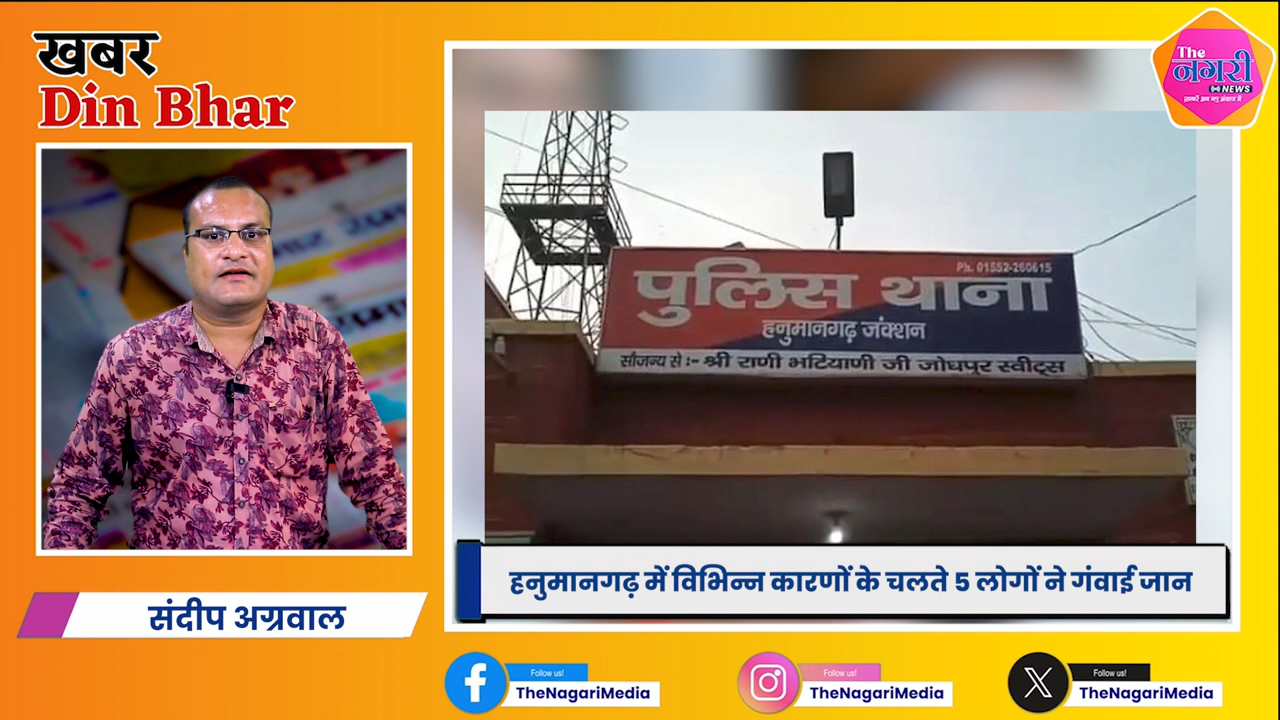 खबर
Din Bhar
The
नगरी
NEWS
Ph. 01552-260615
पुलिस थाना
हनुमानगढ़ जंक्शन
सौजन्य से :- श्री राणी भटियाणी जी जोधपुर स्वीट्स
हनुमानगढ़ में विभिन्न कारणों के चलते 5 लोगों ने गंवाई जान
संदीप अग्रवाल
Follow us!
TheNagariMedia
Follow us!
TheNagariMedia
Follow us!
TheNagariMedia